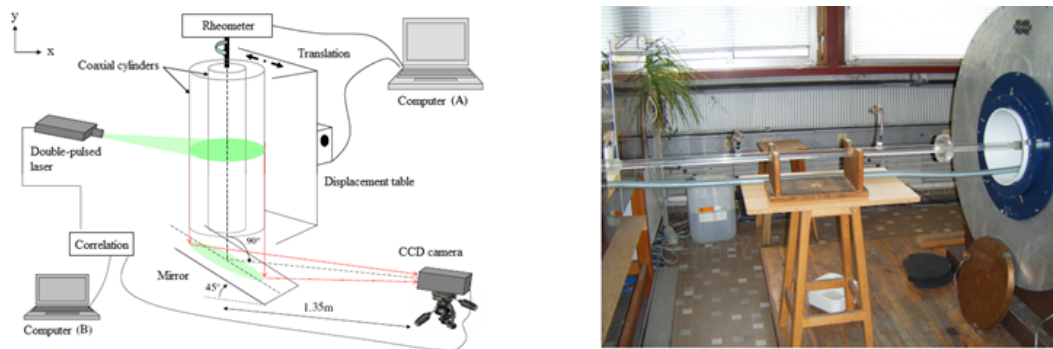 y
x
Rheometer
Translation
Coaxial cylinders
Computer (A)
Double-pulsed
laser
Displacement table
Correlation
90°
CCD camera
Mirror
45°
1.35m
Computer (B)